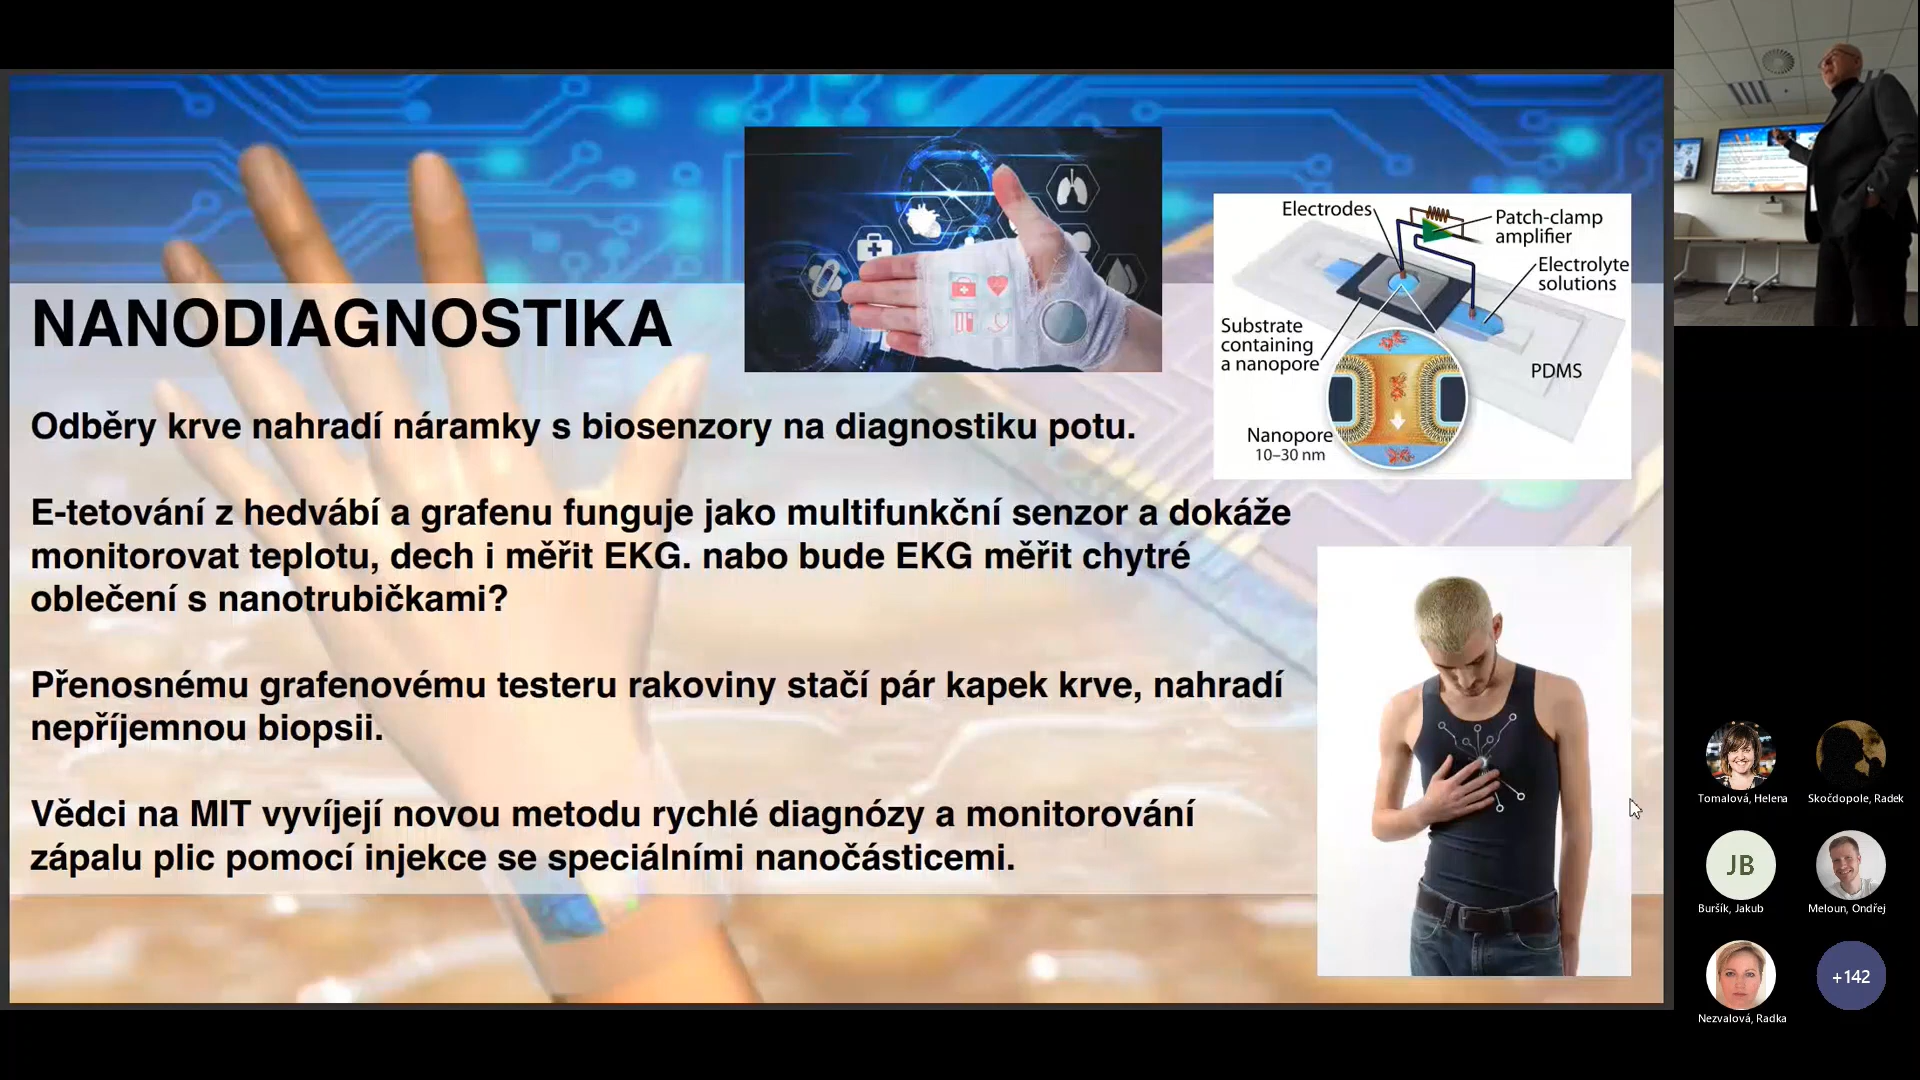 NANODIAGNOSTIKA
Odběry krve nahradí náramky s biosenzory na diagnostiku potu.
E-tetování z hedvábí a grafenu funguje jako multifunkční senzor a dokáže
monitorovat teplotu, dech i měřit EKG. nabo bude EKG měřit chytré
oblečení s nanotrubičkami?
Přenosnému grafenovému testeru rakoviny stačí pár kapek krve, nahradí
nepříjemnou biopsii.
Vědci na MIT vyvíjejí novou metodu rychlé diagnózy a monitorování
zápalu plic pomocí injekce se speciálními nanočásticemi.
Electrodes
Patch-clamp
amplifier
Electrolyte
solutions
Substrate
containing
a nanopore
PDMS
Nanopore
10–30 nm
Tomalová, Helena
Skočdopole, Radek
JB
Buršík, Jakub
Meloun, Ondřej
Nezvalová, Radka
+142